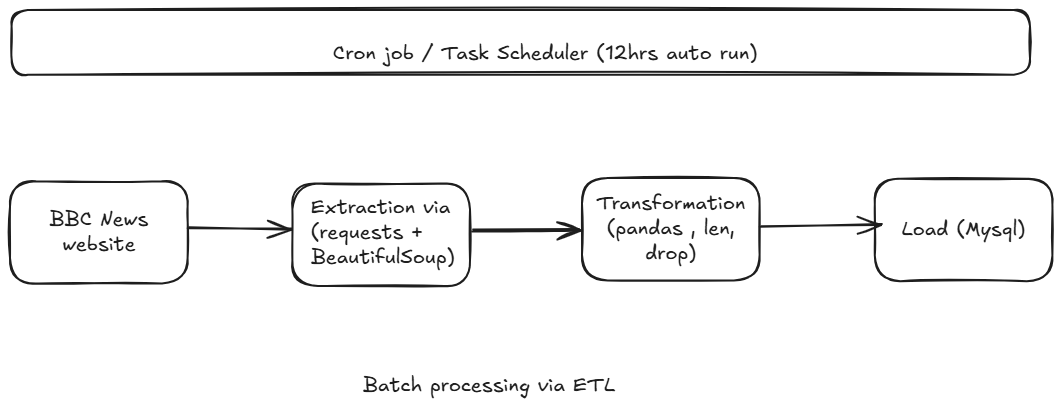 Cron job / Task Scheduler (12hrs auto run)
BBC News
website
Extraction via
(requests +
BeautifulSoup)
Transformation
(pandas , len,
drop)
Load (Mysql)
Batch processing via ETL